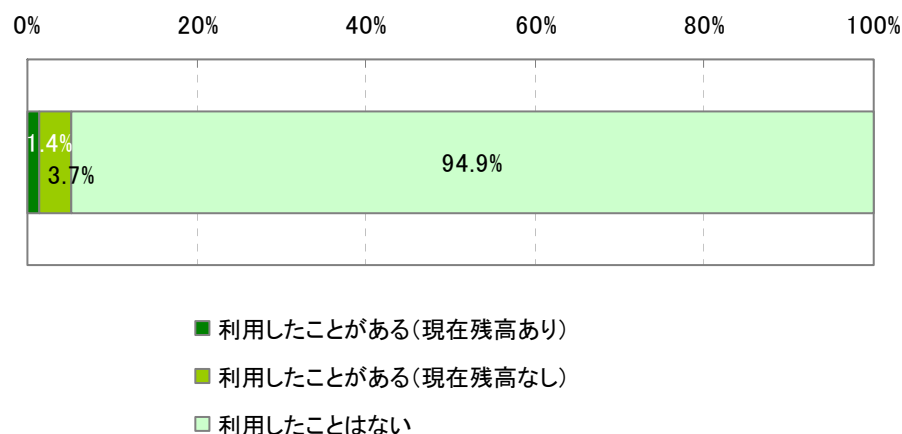 0% 20% 40% 60% 80% 100%
1.4%
3.7%
94.9%
利用したことがある(現在残高あり)
利用したことがある(現在残高なし)
利用したことはない